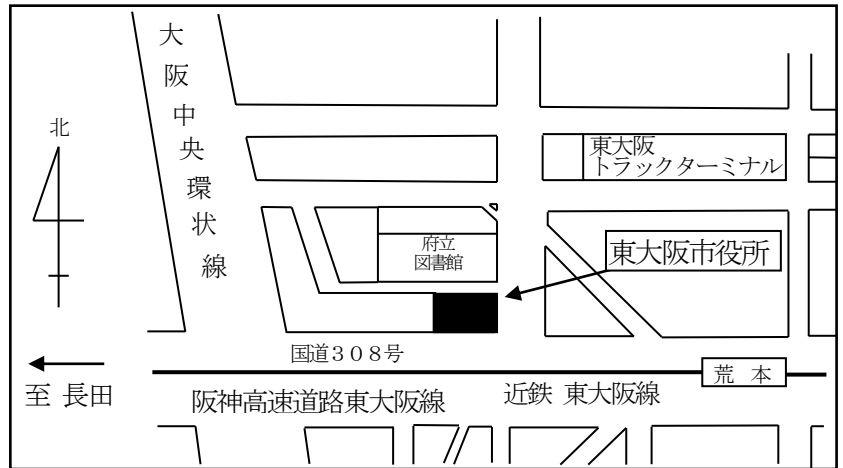 大阪中央環状線
北
東大阪
トラックターミナル
府立
図書館
東大阪市役所
国道３０８号
荒 本
至 長田
阪神高速道路東大阪線
近鉄 東大阪線